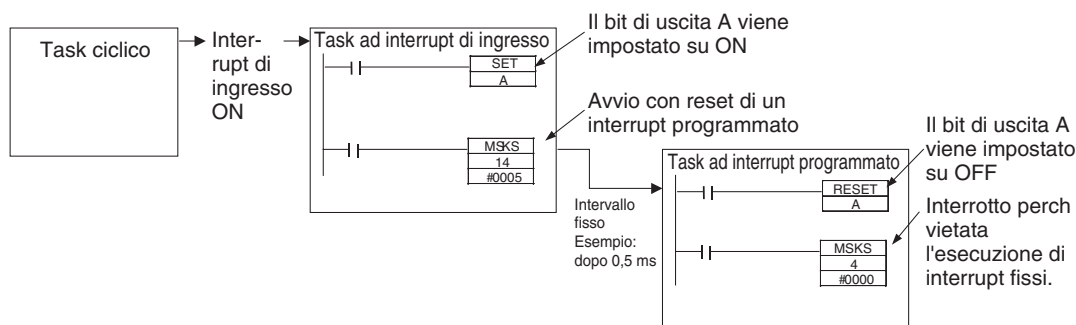 Task ciclico
Inter-
rupt di
ingresso
ON
Task ad interrupt di ingresso
SET
A
MSKS
14
#0005
Il bit di uscita A viene
impostato su ON
Avvio con reset di un
interrupt programmato
Intervallo
fisso
Esempio:
dopo 0,5 ms
Task ad interrupt programmato
RESET
A
MSKS
4
#0000
Il bit di uscita A
viene impostato
su OFF
Interrotto perch
vietata
l'esecuzione di
interrupt fissi.